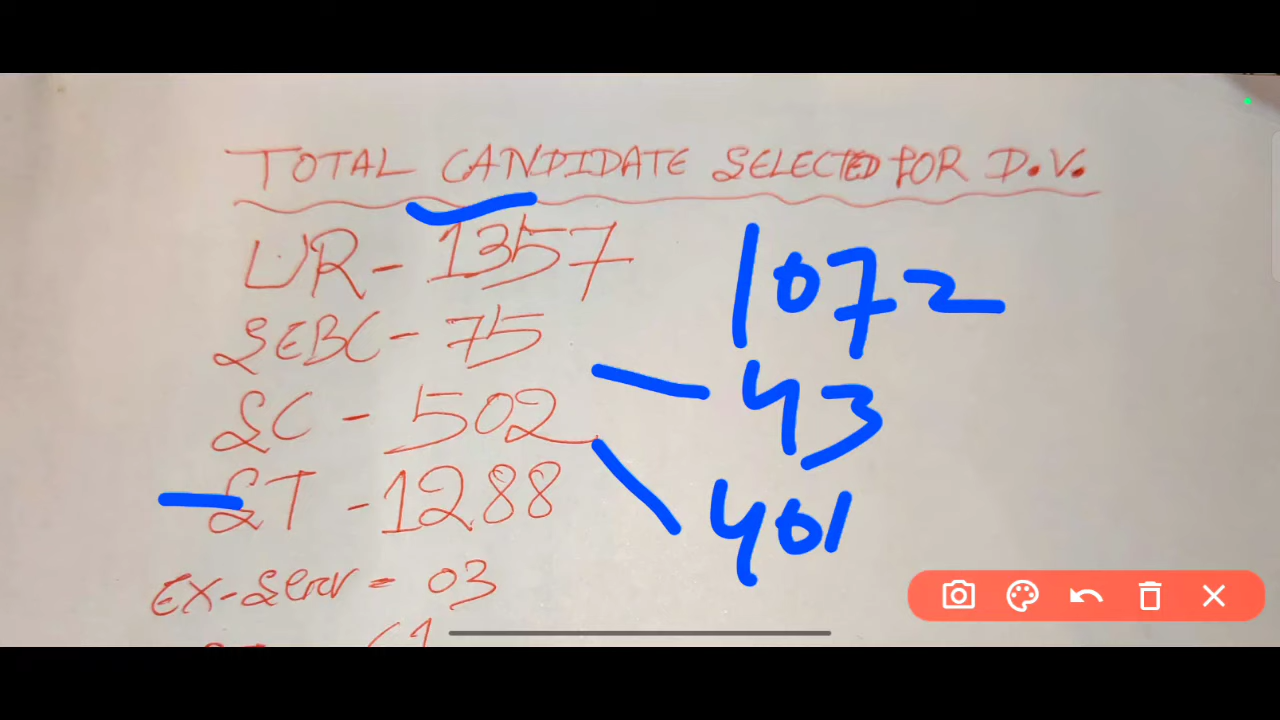 TOTAL CANDIDATE SELECTED FOR D.V.
UR - 1357 1072
SEBC - 75 43
SC - 502 401
ST - 1288
EX-Serv = 03